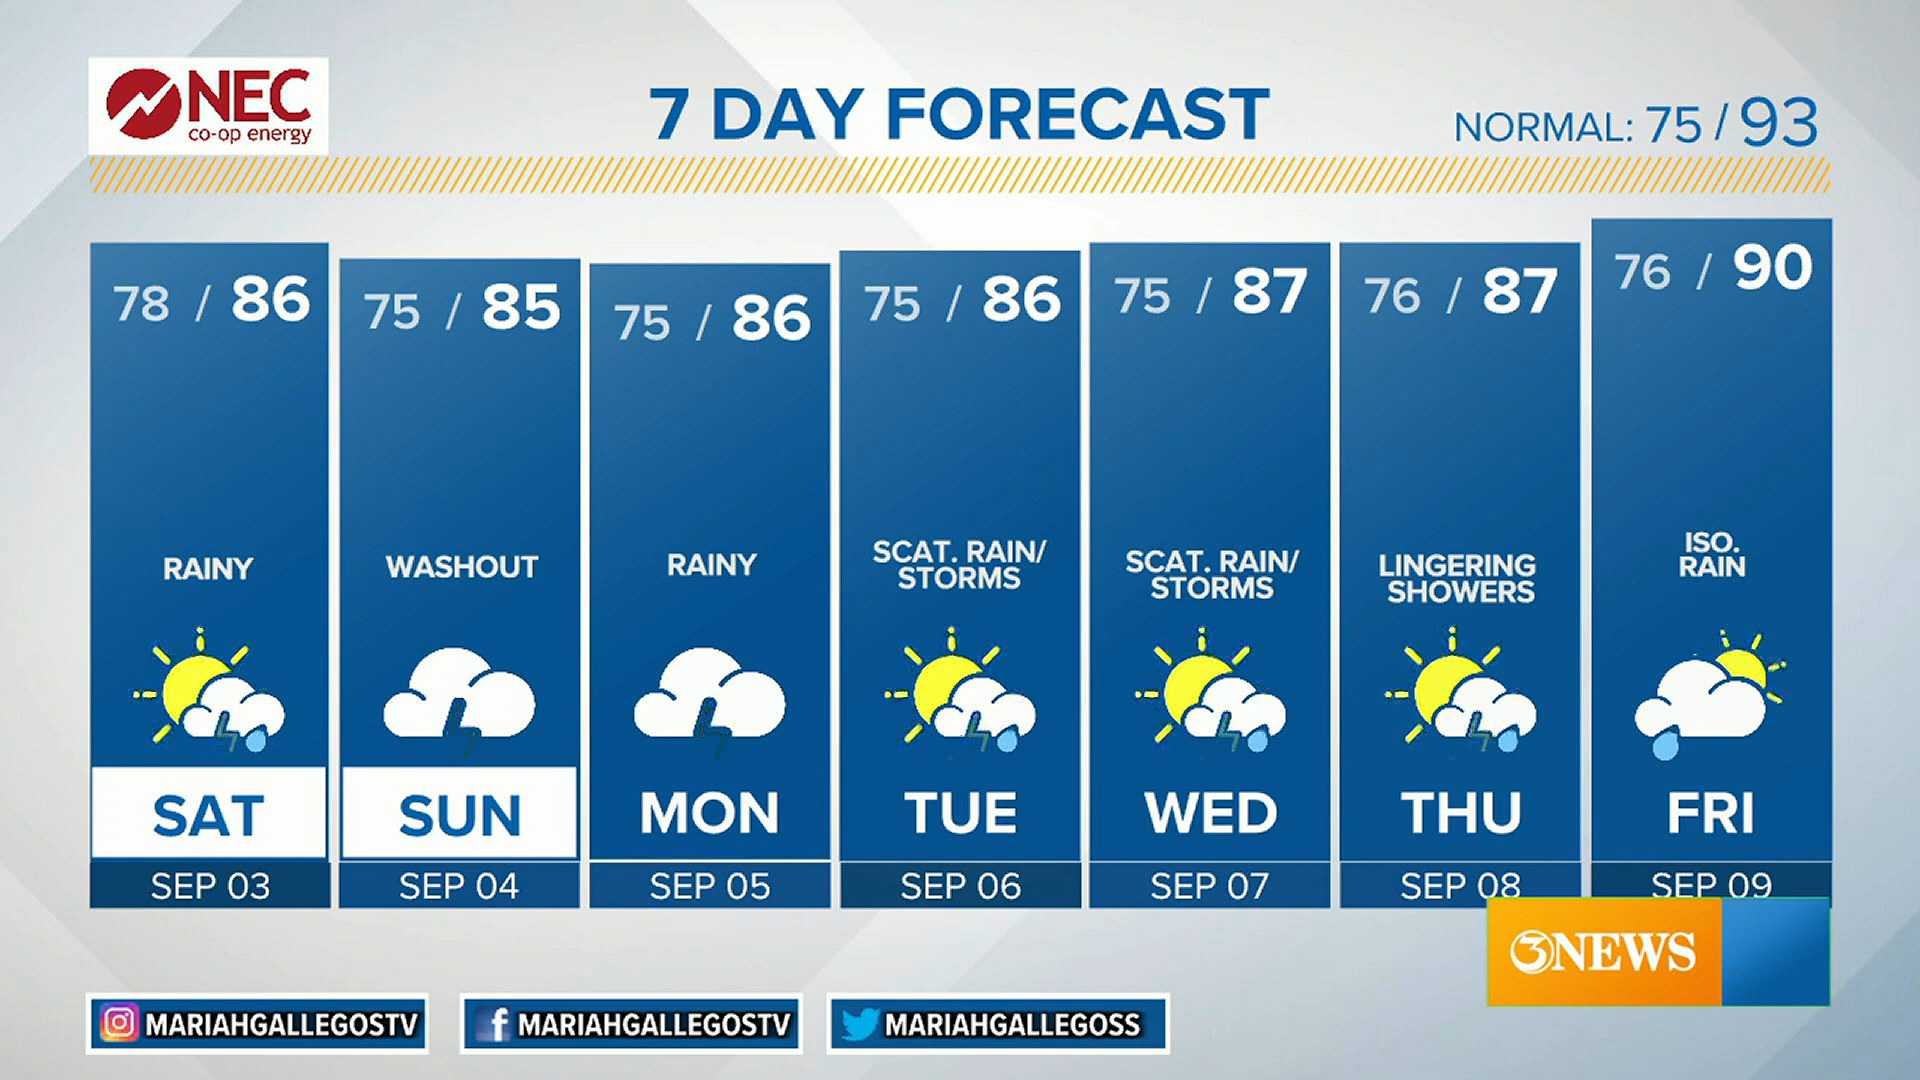 NEC
co-op energy
7 DAY FORECAST
NORMAL: 75 / 93
78 / 86
RAINY
SAT
SEP 03
75 / 85
WASHOUT
SUN
SEP 04
75 / 86
RAINY
MON
SEP 05
75 / 86
SCAT. RAIN/
STORMS
TUE
SEP 06
75 / 87
SCAT. RAIN/
STORMS
WED
SEP 07
76 / 87
LINGERING
SHOWERS
THU
SEP 08
76 / 90
ISO.
RAIN
FRI
SEP 09
3NEWS
MARIAHGALLEGOSTV
MARIAHGALLEGOSTV
MARIAHGALLEGOSS